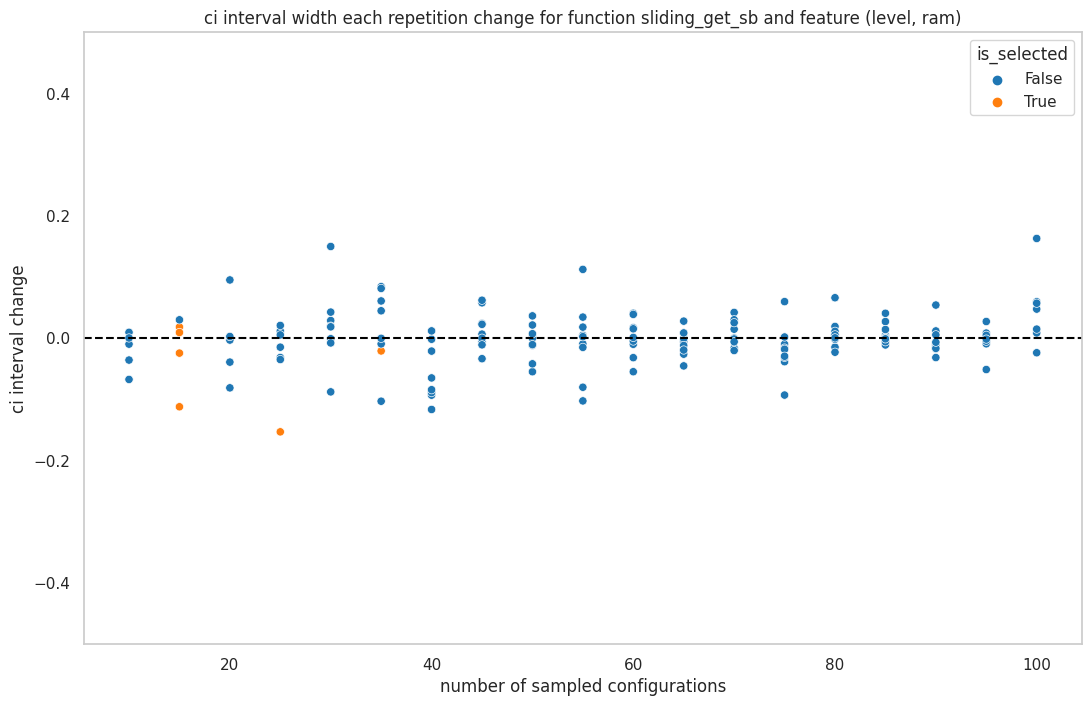 ci interval width each repetition change for function sliding_get_sb and feature (level, ram)
is_selected
False
True
ci interval change
0.4
0.2
0.0
−0.2
−0.4
20
40
60
80
100
number of sampled configurations